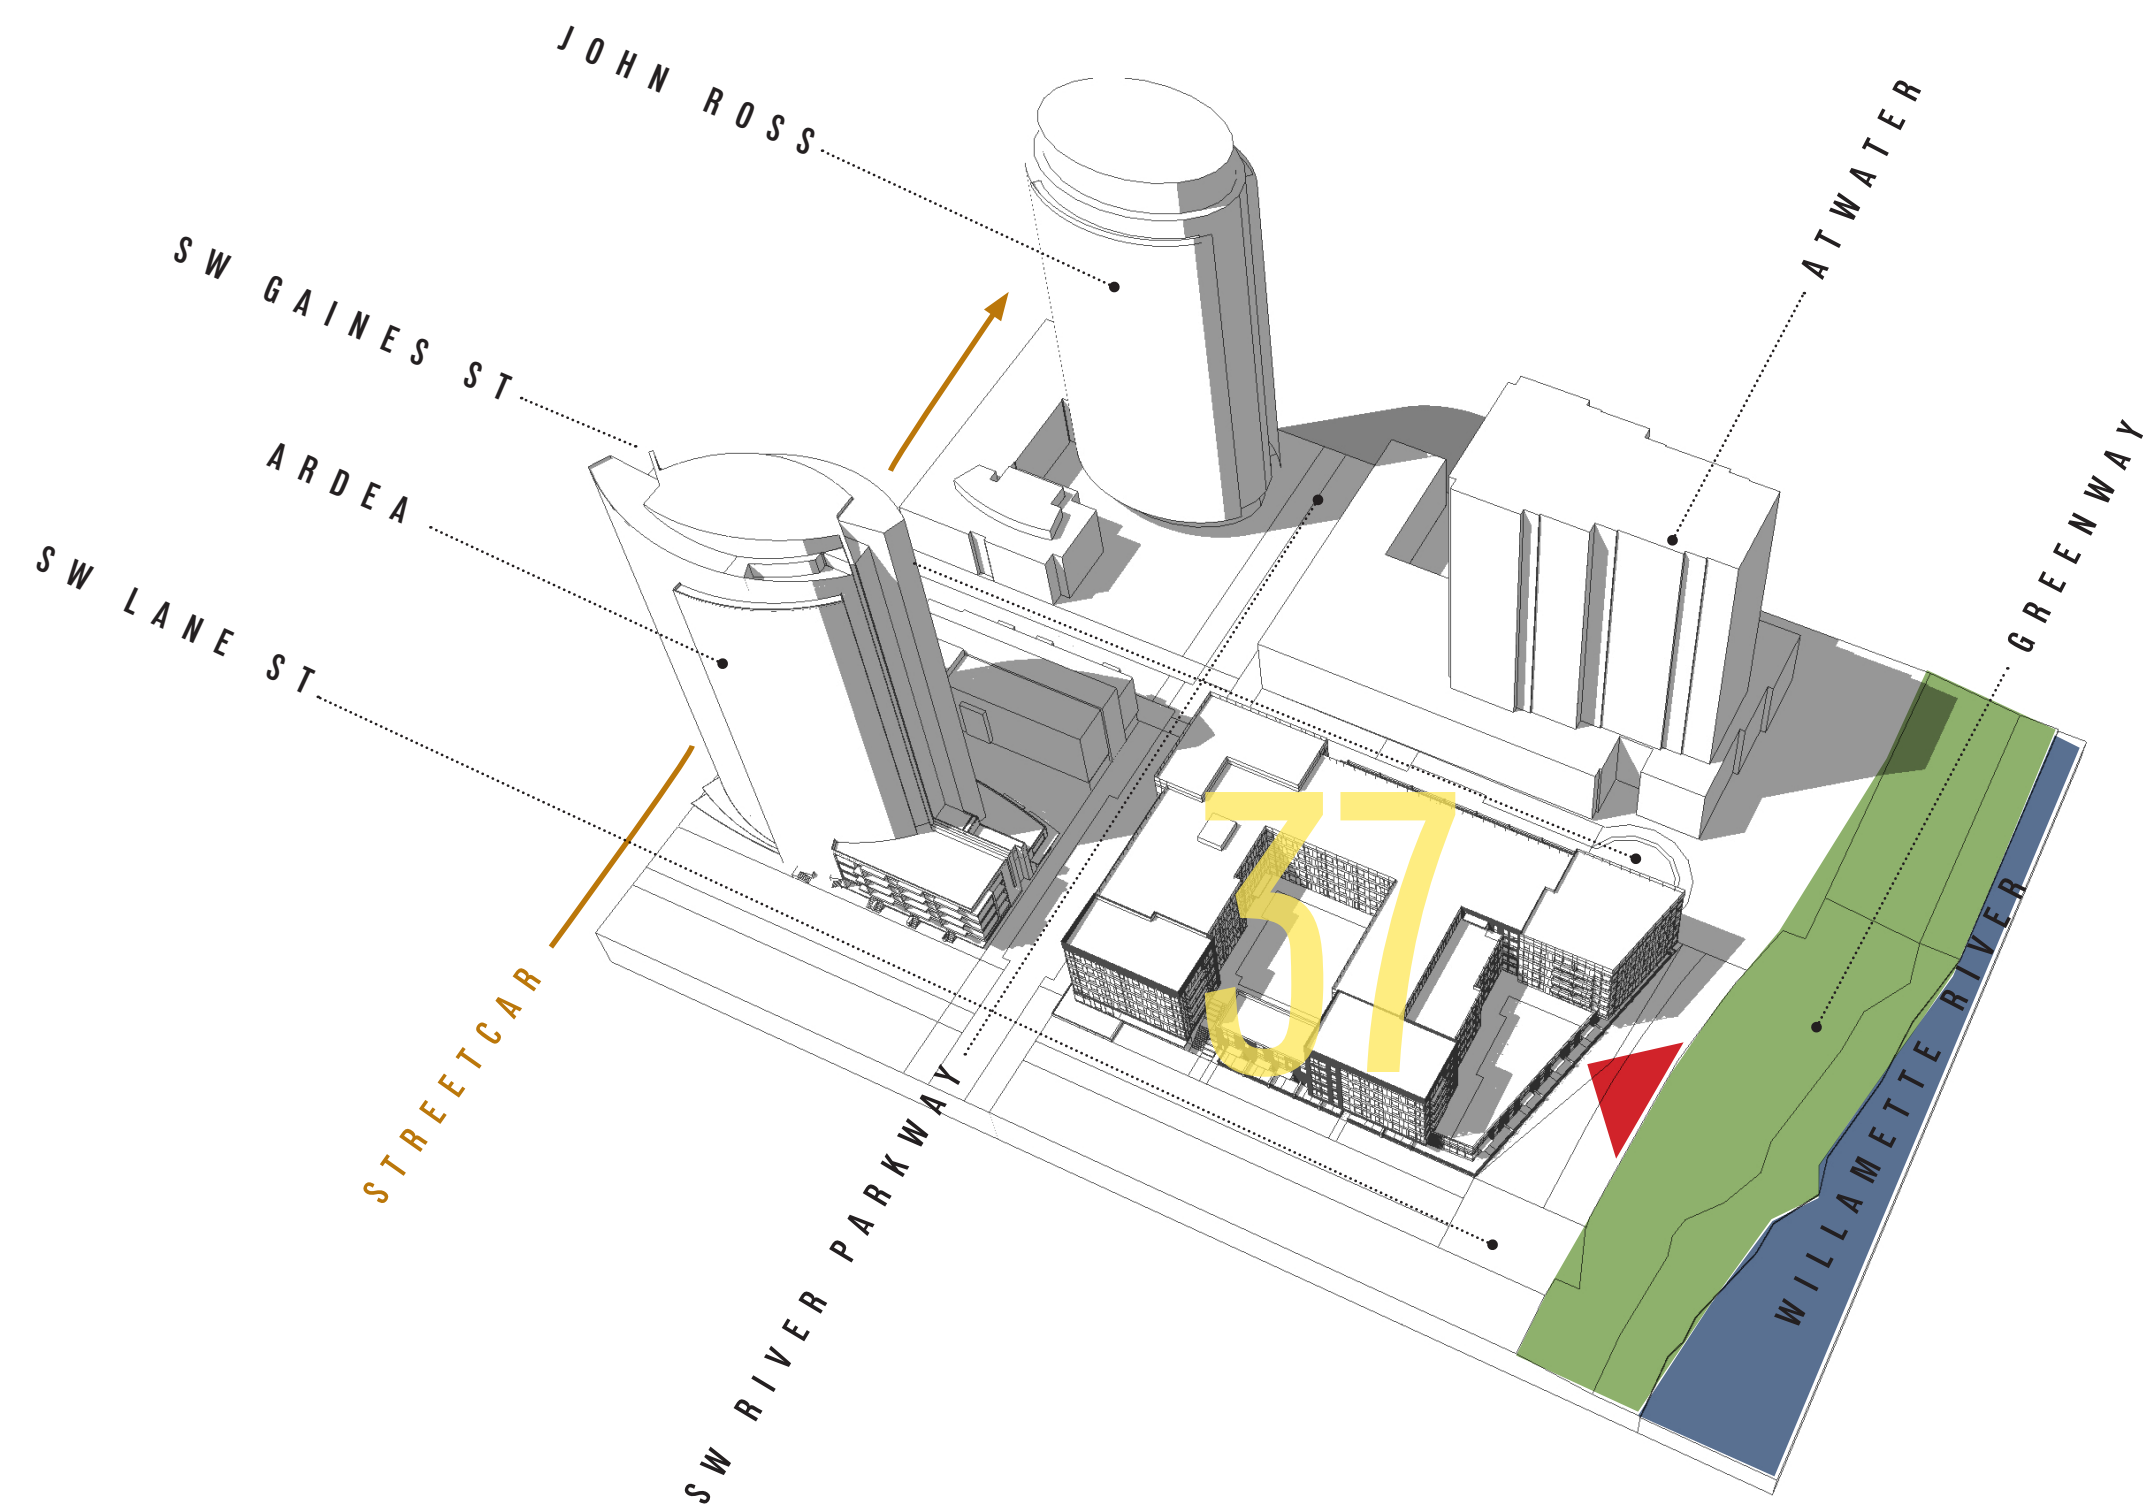 JOHN ROSS
ATWATER
SW GAINES ST
ARDEA
GREENWAY
SW LANE ST
37
WILLAMETTE RIVER
STREETCAR
SW RIVER PARKWAY